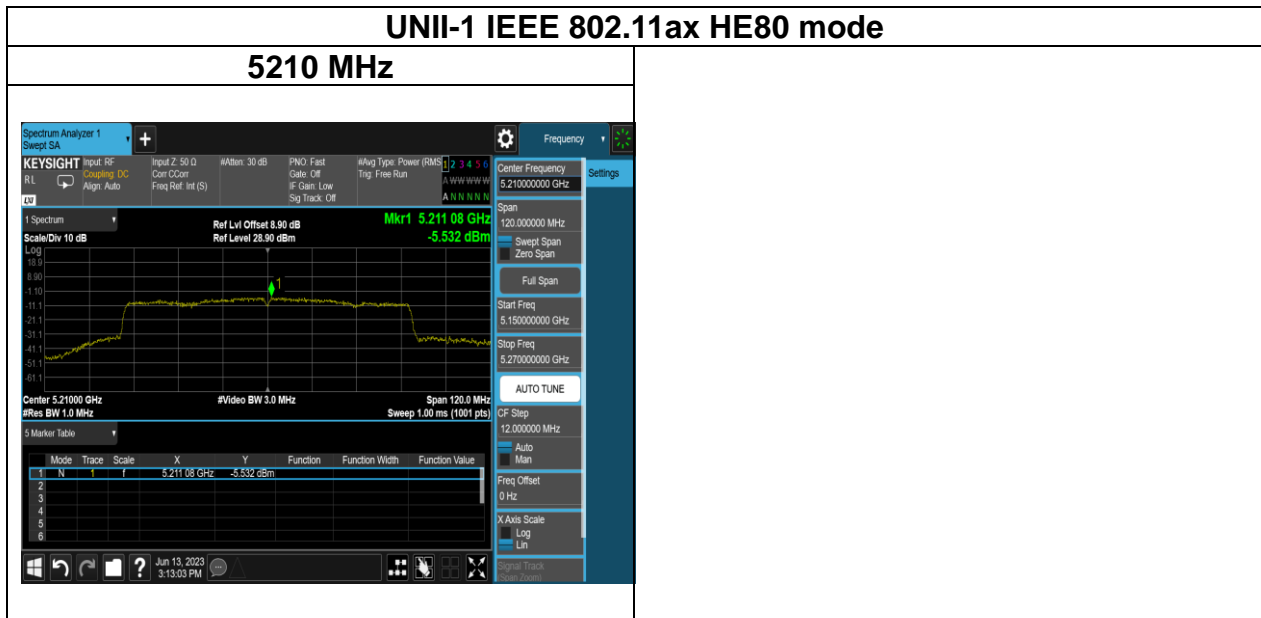 UNII-1 IEEE 802.11ax HE80 mode
5210 MHz
Spectrum Analyzer 1
Swept SA
Frequency
KEYSIGHT
RL
LXI
Input: RF
Coupling: DC
Align: Auto
Input Z: 50 Ω
Corr CCorr
Freq Ref: Int (S)
#Atten: 30 dB
PNO: Fast
Gate: Off
IF Gain: Low
Sig Track: Off
#Avg Type: Power (RMS
Trig: Free Run
1 2 3 4 5 6
A W W W W W
A N N N N N
1 Spectrum
Scale/Div 10 dB
Ref Lvl Offset 8.90 dB
Ref Level 28.90 dBm
Mkr1 5.211 08 GHz
-5.532 dBm
Log
18.9
8.90
-1.10
-11.1
-21.1
-31.1
-41.1
-51.1
-61.1
1
Center 5.21000 GHz
#Res BW 1.0 MHz
#Video BW 3.0 MHz
Span 120.0 MHz
Sweep 1.00 ms (1001 pts)
5 Marker Table
Mode Trace Scale X Y Function Function Width Function Value
1 N 1 f 5.211 08 GHz -5.532 dBm
2
3
4
5
6
Jun 13, 2023
3:13:03 PM
Center Frequency
5.210000000 GHz
Settings
Span
120.000000 MHz
Swept Span
Zero Span
Full Span
Start Freq
5.150000000 GHz
Stop Freq
5.270000000 GHz
AUTO TUNE
CF Step
12.000000 MHz
Auto
Man
Freq Offset
0 Hz
X Axis Scale
Log
Lin
Signal Track
(Span Zoom)